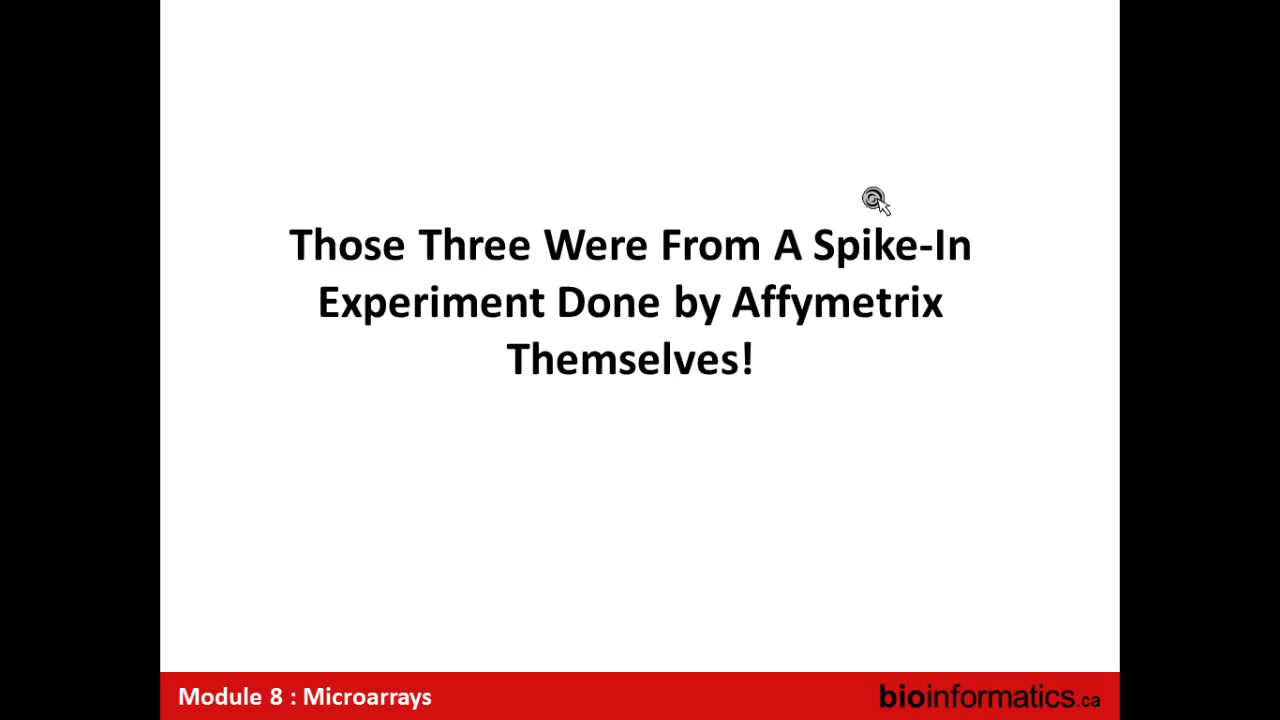 Those Three Were From A Spike-In
Experiment Done by Affymetrix
Themselves!
Module 8 : Microarrays
bioinformatics.ca